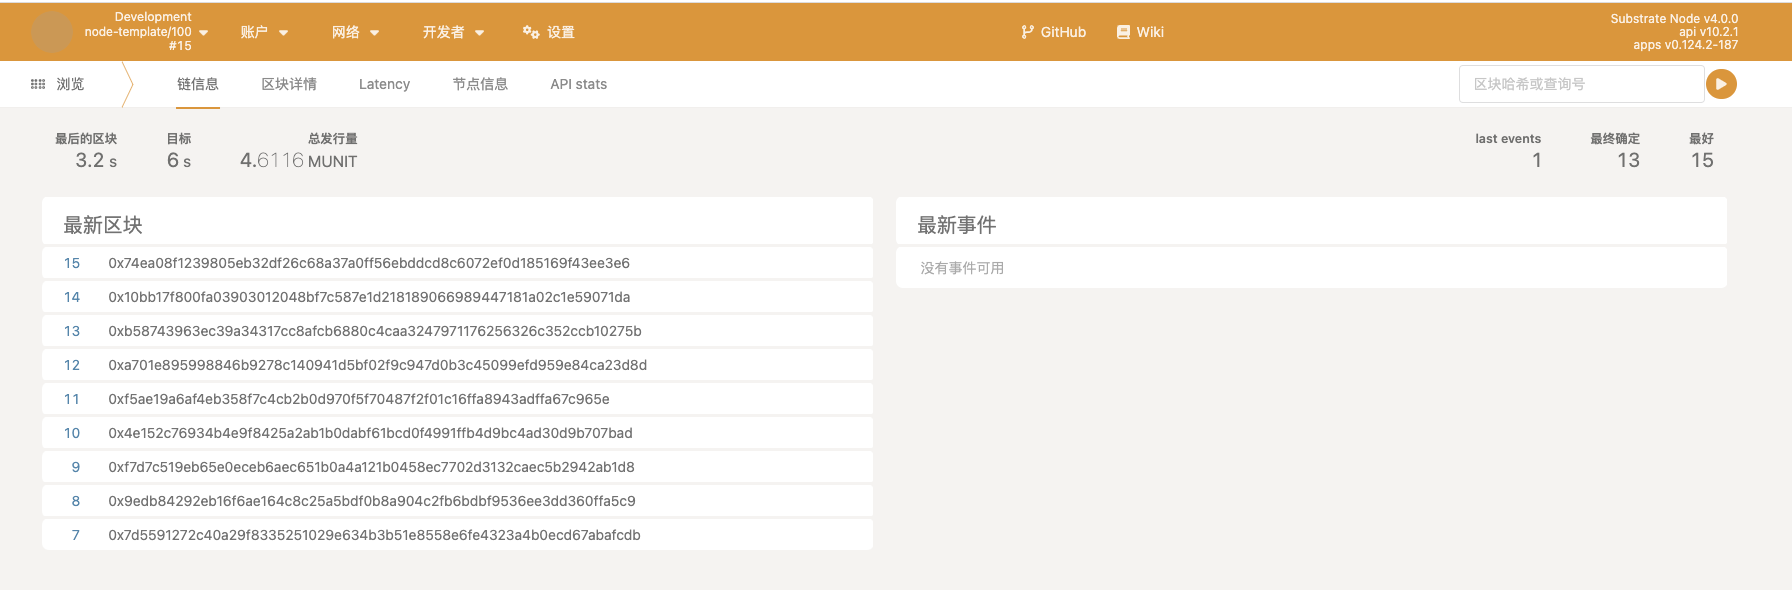 Development
node-template/100
#15
账户
网络
开发者
设置
GitHub
Wiki
Substrate Node v4.0.0
api v10.2.1
apps v0.124.2-187
浏览
链信息
区块详情
Latency
节点信息
API stats
区块哈希或查询号
最后的区块
3.2 s
目标
6 s
总发行量
4.6116 MUNIT
last events
1
最终确定
13
最好
15
最新区块
15 0x74ea08f1239805eb32df26c68a37a0ff56ebddcd8c6072ef0d185169f43ee3e6
14 0x10bb17f800fa03903012048bf7c587e1d218189066989447181a02c1e59071da
13 0xb58743963ec39a34317cc8afcb6880c4caa3247971176256326c352ccb10275b
12 0xa701e895998846b9278c140941d5bf02f9c947d0b3c45099efd959e84ca23d8d
11 0xf5ae19a6af4eb358f7c4cb2b0d970f5f70487f2f01c16ffa8943adffa67c965e
10 0x4e152c76934b4e9f8425a2ab1b0dabf61bcd0f4991ffb4d9bc4ad30d9b707bad
9 0xf7d7c519eb65e0eceb6aec651b0a4a121b0458ec7702d3132caec5b2942ab1d8
8 0x9edb84292eb16f6ae164c8c25a5bdf0b8a904c2fb6bdbf9536ee3dd360ffa5c9
7 0x7d5591272c40a29f8335251029e634b3b51e8558e6fe4323a4b0ecd67abafcdb
最新事件
没有事件可用